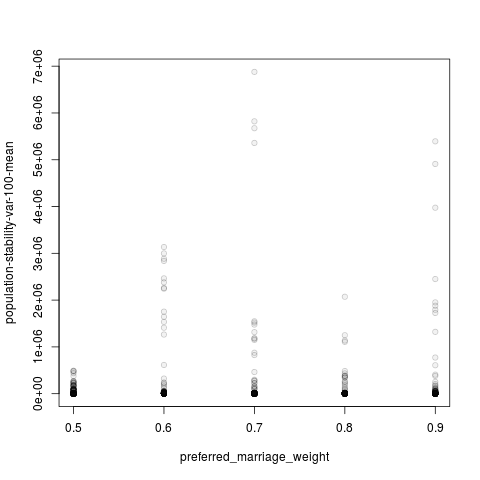 7e+06
6e+06
5e+06
4e+06
3e+06
2e+06
1e+06
0e+00
population-stability-var-100-mean
0.5 0.6 0.7 0.8 0.9
preferred_marriage_weight